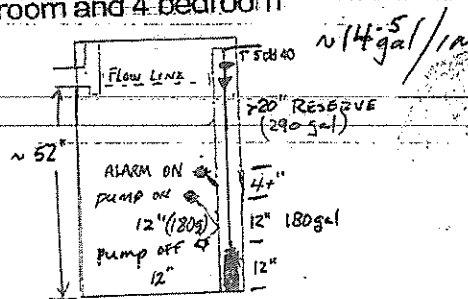 room and 4 bedroom
~14.5 gal/in
5 sch 40
FLOW LINE
>20" RESERVE
(290 gal)
~ 52"
ALARM ON
4+"
pump on
12" (180g)
12" 180gal
pump off
12"
12"